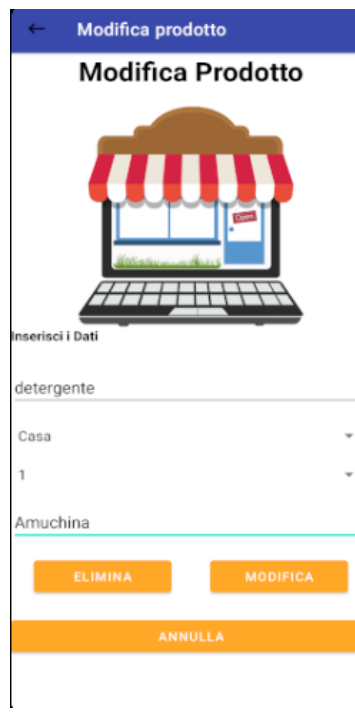 Modifica prodotto
Modifica Prodotto
Open
Inserisci i Dati
detergente
Casa
1
Amuchina
ELIMINA MODIFICA
ANNULLA